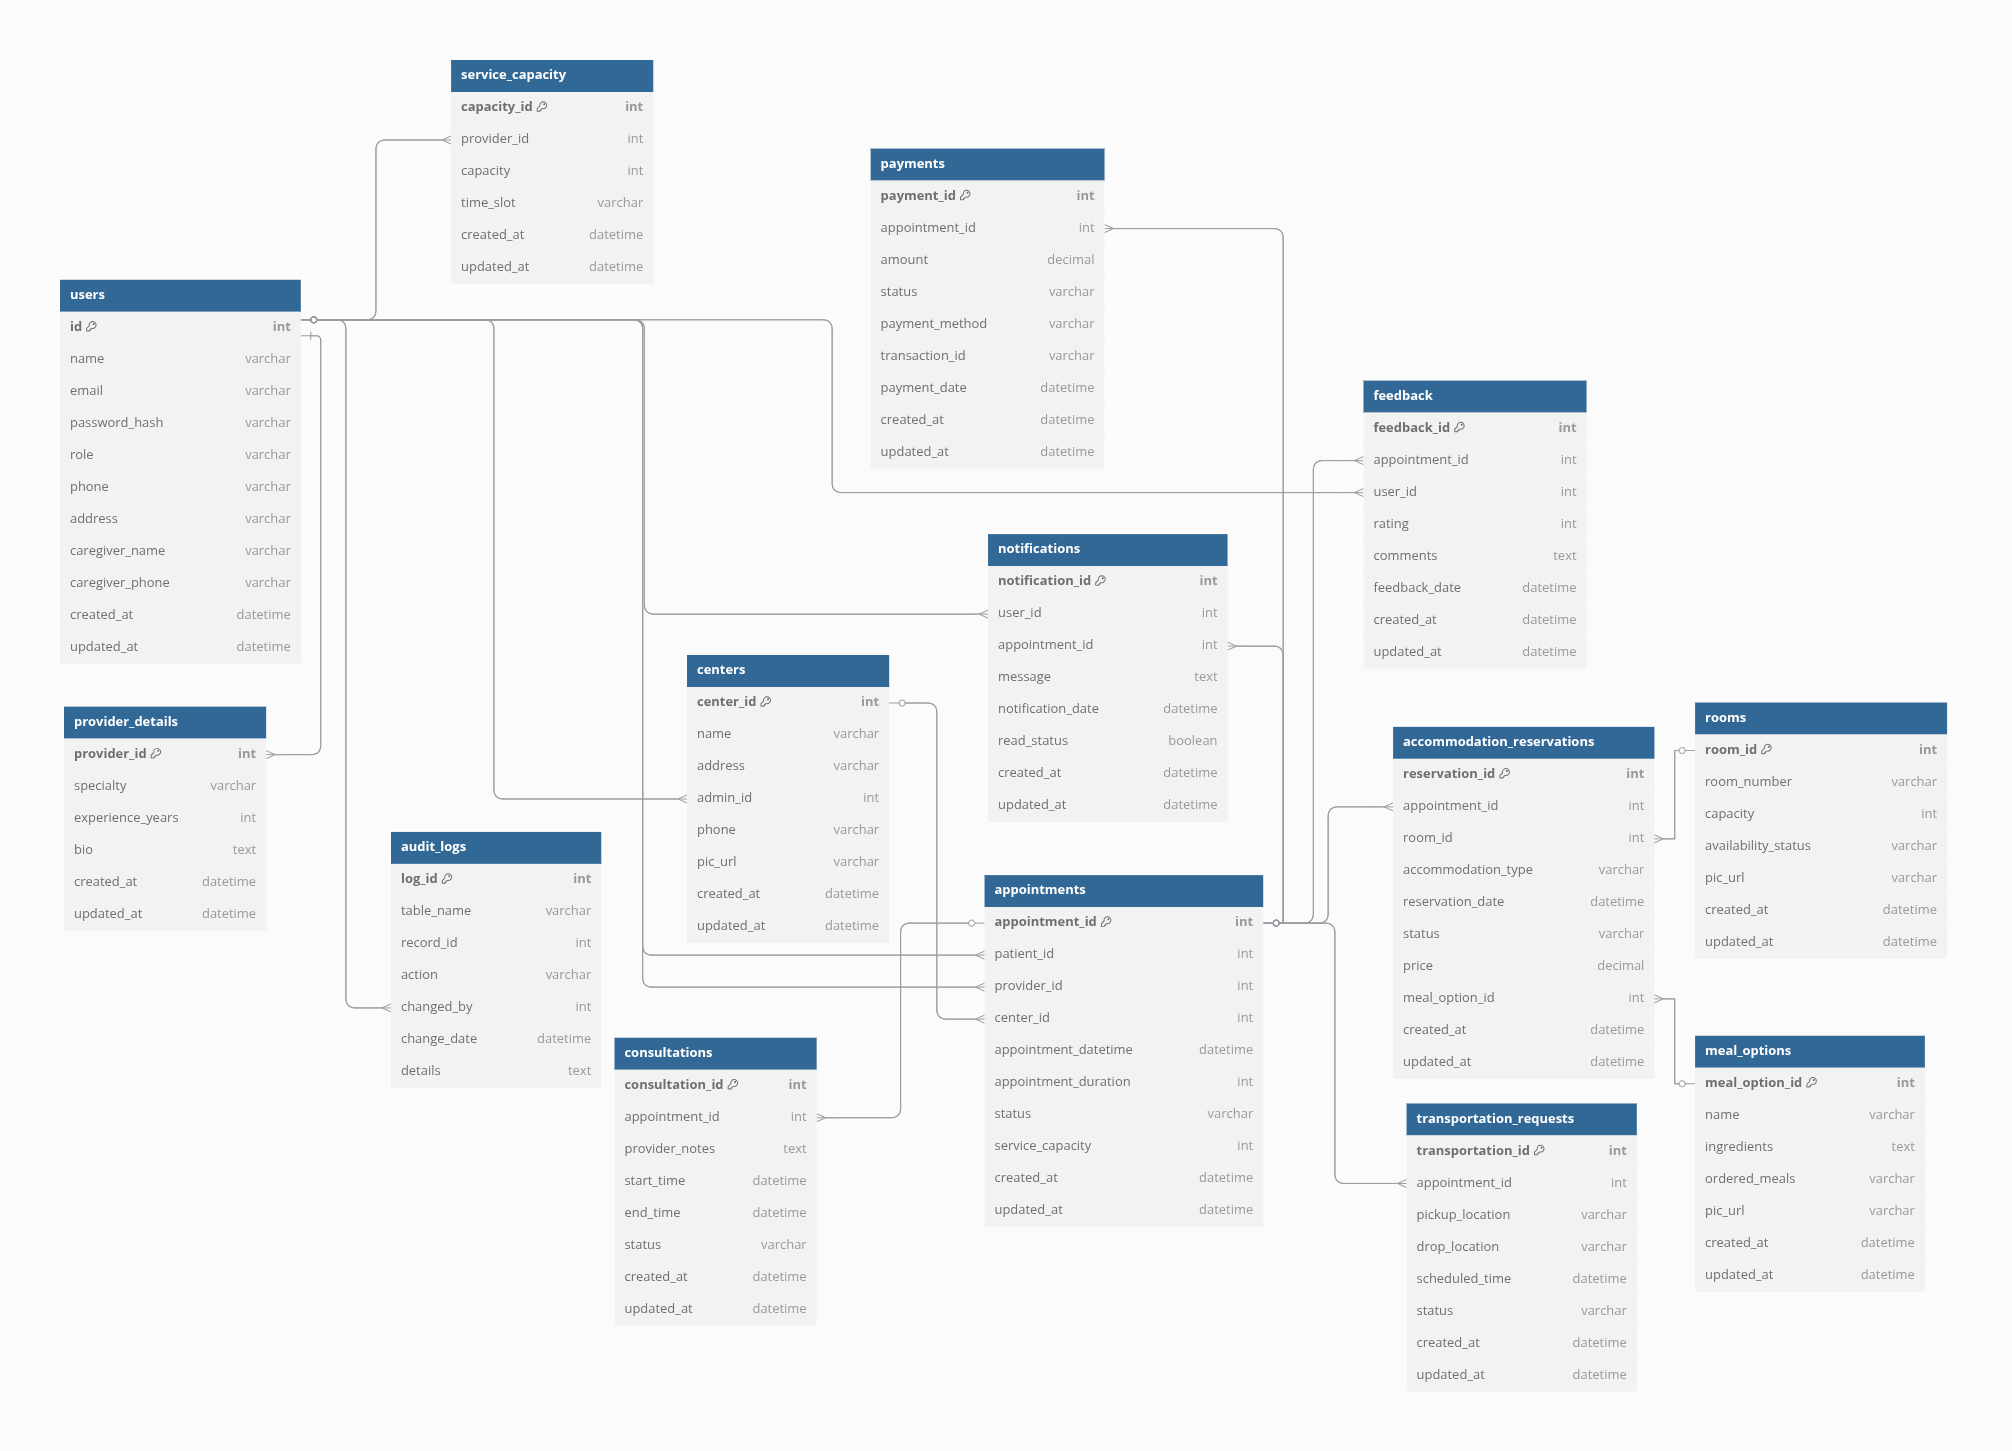 service_capacity
capacity_id int
provider_id int
capacity int
time_slot varchar
created_at datetime
updated_at datetime
payments
payment_id int
appointment_id int
amount decimal
status varchar
payment_method varchar
transaction_id varchar
payment_date datetime
created_at datetime
updated_at datetime
users
id int
name varchar
email varchar
password_hash varchar
role varchar
phone varchar
address varchar
caregiver_name varchar
caregiver_phone varchar
created_at datetime
updated_at datetime
feedback
feedback_id int
appointment_id int
user_id int
rating int
comments text
feedback_date datetime
created_at datetime
updated_at datetime
notifications
notification_id int
user_id int
appointment_id int
message text
notification_date datetime
read_status boolean
created_at datetime
updated_at datetime
centers
center_id int
name varchar
address varchar
admin_id int
phone varchar
pic_url varchar
created_at datetime
updated_at datetime
provider_details
provider_id int
specialty varchar
experience_years int
bio text
created_at datetime
updated_at datetime
rooms
room_id int
room_number varchar
capacity int
availability_status varchar
pic_url varchar
created_at datetime
updated_at datetime
accommodation_reservations
reservation_id int
appointment_id int
room_id int
accommodation_type varchar
reservation_date datetime
status varchar
price decimal
meal_option_id int
created_at datetime
updated_at datetime
audit_logs
log_id int
table_name varchar
record_id int
action varchar
changed_by int
change_date datetime
details text
appointments
appointment_id int
patient_id int
provider_id int
center_id int
appointment_datetime datetime
appointment_duration int
status varchar
service_capacity int
created_at datetime
updated_at datetime
consultations
consultation_id int
appointment_id int
provider_notes text
start_time datetime
end_time datetime
status varchar
created_at datetime
updated_at datetime
meal_options
meal_option_id int
name varchar
ingredients text
ordered_meals varchar
pic_url varchar
created_at datetime
updated_at datetime
transportation_requests
transportation_id int
appointment_id int
pickup_location varchar
drop_location varchar
scheduled_time datetime
status varchar
created_at datetime
updated_at datetime